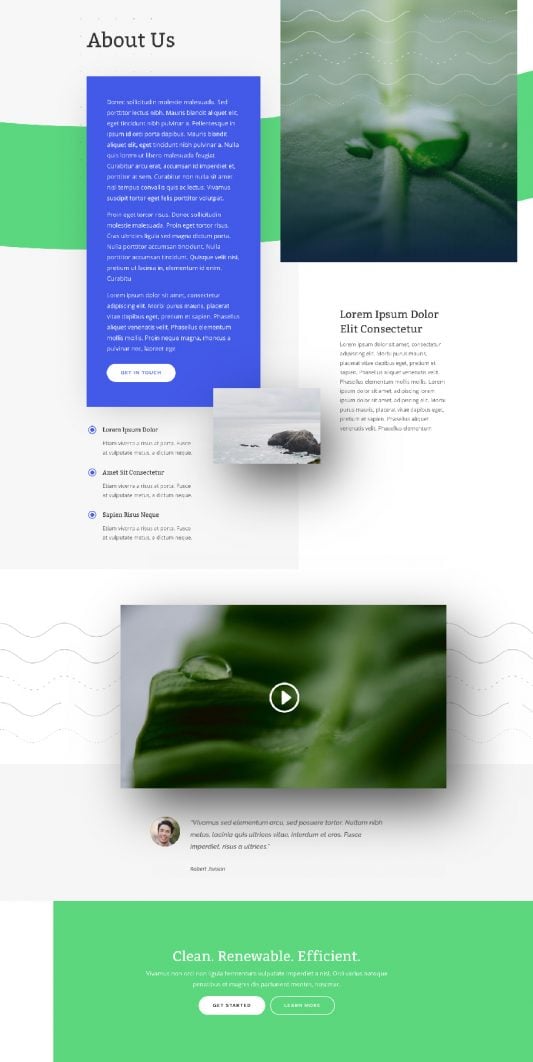 About Us
Donec sollicitudin molestie malesuada. Sed
porttitor lectus nibh. Mauris blandit aliquet elit,
eget tincidunt nibh pulvinar a. Pellentesque in
ipsum id orci porta dapibus. Mauris blandit
aliquet elit, eget tincidunt nibh pulvinar a. Nulla
quis lorem ut libero malesuada feugiat.
Curabitur arcu erat, accumsan id imperdiet et,
porttitor at sem. Curabitur non nulla sit amet
nisl tempus convallis quis ac lectus. Vivamus
suscipit tortor eget felis porttitor volutpat.
Proin eget tortor risus. Donec sollicitudin
molestie malesuada. Proin eget tortor risus.
Cras ultricies ligula sed magna dictum porta.
Nulla porttitor accumsan tincidunt. Nulla
porttitor accumsan tincidunt. Quisque velit nisi,
pretium ut lacinia in, elementum id enim.
Curabitu
Lorem ipsum dolor sit amet, consectetur
adipiscing elit. Morbi purus mauris, placerat
vitae dapibus eget, pretium et sapien. Phasellus
aliquet venenatis velit. Phasellus elementum
mollis mollis. Proin neque magna, rhoncus a
pulvinar nec, laoreet ege
GET IN TOUCH
Lorem Ipsum Dolor
Elit Consectetur
Lorem ipsum dolor sit amet, consectetur
adipiscing elit. Morbi purus mauris,
placerat vitae dapibus eget, pretium et
sapien. Phasellus aliquet venenatis velit.
Phasellus elementum mollis mollis. Lorem
ipsum dolor sit amet, ad piscing elit. Morbi
purus mauris, placerat vitae dapibus eget,
pretium et sapien. Phasellus aliquet
venenatis velit. Phasellus elementum
Lorem Ipsum Dolor
Etiam viverra a risus at porta. Fusce
at vulputate metus, a dictum neque.
Amet Sit Consectetur
Etiam viverra a risus at porta. Fusce
at vulputate metus, a dictum neque.
Sapien Risus Neque
Etiam viverra a risus at porta. Fusce
at vulputate metus, a dictum neque.
"Vivamus sed elementum arcu, sed posuere tortor. Nullam nibh
metus, lacinia quis ultrices vitae, interdum et eros. Fusce
imperdiet, risus a ultrices."
Robert Jonson
Clean. Renewable. Efficient.
Vivamus non orci non ligula fermentum vulputate imperdiet a nisl. Orci varius natoque
penatibus et magnis dis parturient montes, nascetur.
GET STARTED
LEARN MORE